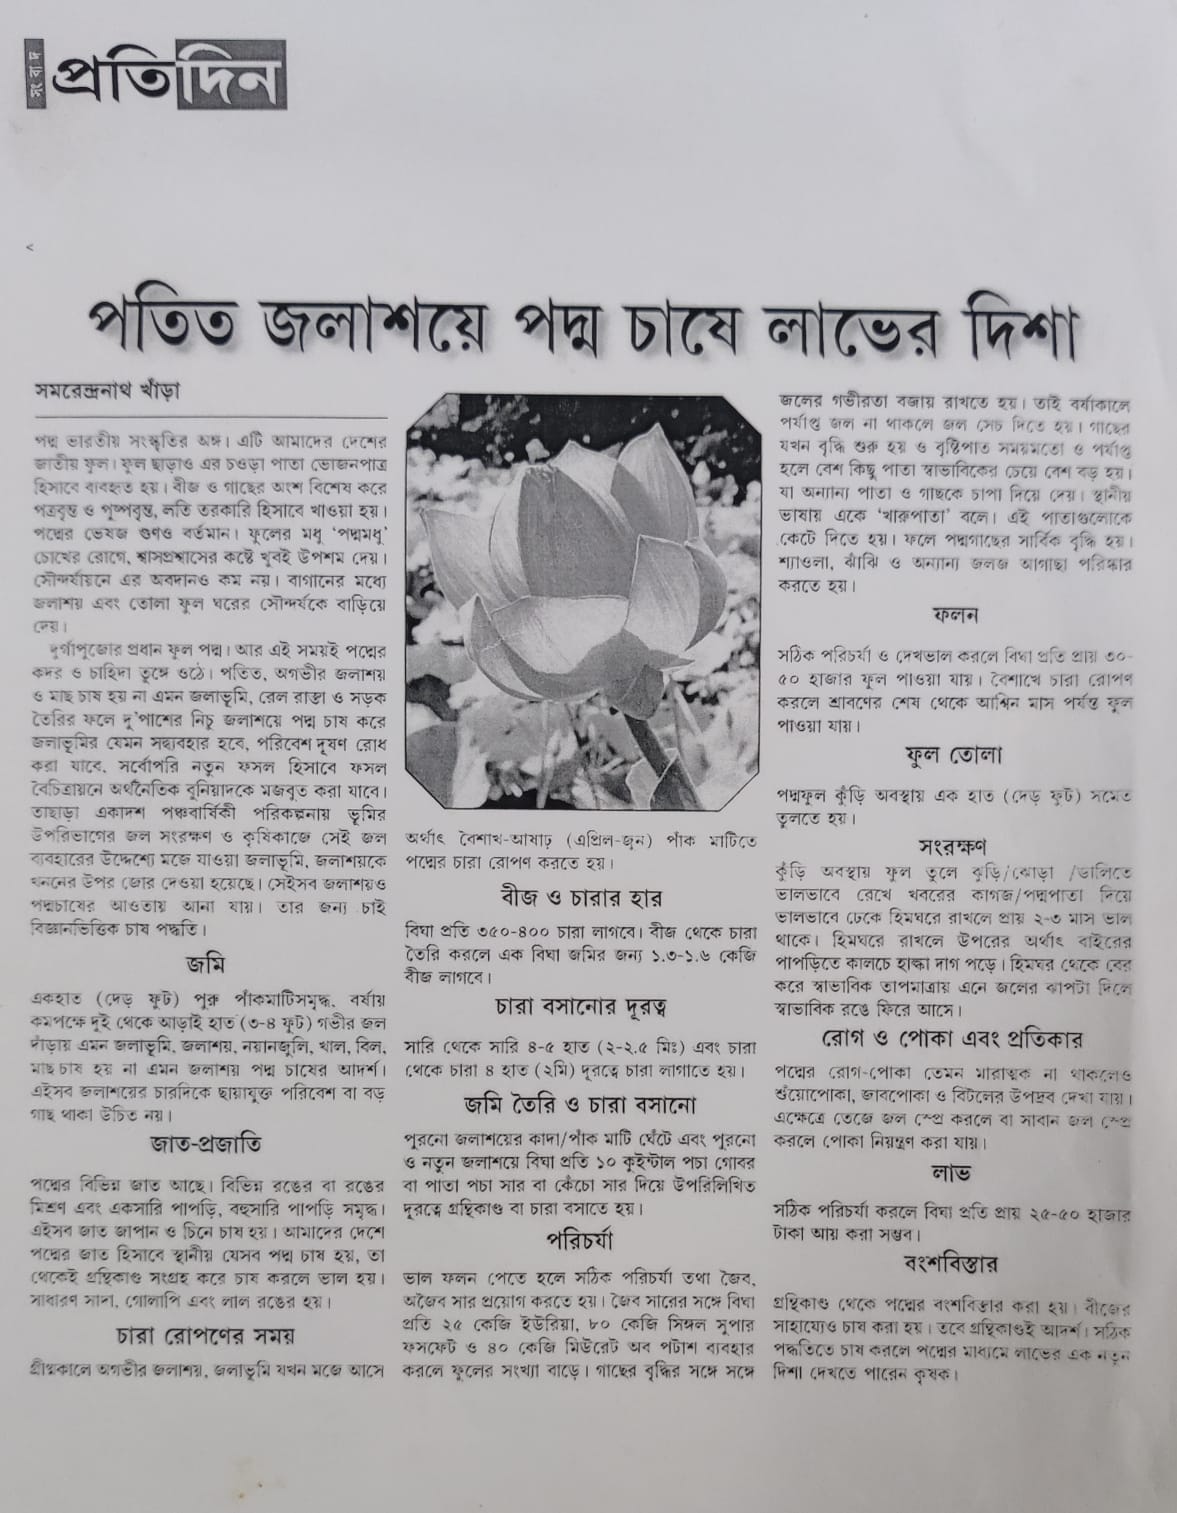 সংবাদ
প্রতিদিন
পতিত জলাশয়ে পদ্ম চাষে লাভের দিশা
সমরেন্দ্রনাথ খাঁড়া
পদ্ম ভারতীয় সংস্কৃতির অঙ্গ। এটি আমাদের দেশের
জাতীয় ফুল। ফুল ছাড়াও এর চওড়া পাতা ভোজনপাত্র
হিসাবে ব্যবহৃত হয়। বীজ ও গাছের অংশ বিশেষ করে
পত্রবৃন্ত ও পুষ্পবৃন্ত, লতি তরকারি হিসাবে খাওয়া হয়।
পদ্মের ভেষজ গুণও বর্তমান। ফুলের মধু ‘পদ্মমধু’
চোখের রোগে, শ্বাসপ্রশ্বাসের কষ্টে খুবই উপশম দেয়।
সৌন্দর্যায়নে এর অবদানও কম নয়। বাগানের মধ্যে
জলাশয় এবং তোলা ফুল ঘরের সৌন্দর্যকে বাড়িয়ে
দেয়।
দুর্গাপুজোর প্রধান ফুল পদ্ম। আর এই সময়ই পদ্মের
কদর ও চাহিদা তুঙ্গে ওঠে। পতিত, অগভীর জলাশয়
ও মাছ চাষ হয় না এমন জলাভূমি, রেল রাস্তা ও সড়ক
তৈরির ফলে দু’পাশের নিচু জলাশয়ে পদ্ম চাষ করে
জলাভূমির যেমন সদ্ব্যবহার হবে, পরিবেশ দূষণ রোধ
করা যাবে, সর্বোপরি নতুন ফসল হিসাবে ফসল
বৈচিত্রায়নে অর্থনৈতিক বুনিয়াদকে মজবুত করা যাবে।
তাছাড়া একাদশ পঞ্চবার্ষিকী পরিকল্পনায় ভূমির
উপরিভাগের জল সংরক্ষণ ও কৃষিকাজে সেই জল
ব্যবহারের উদ্দেশ্যে মজে যাওয়া জলাভূমি, জলাশয়কে
খননের উপর জোর দেওয়া হয়েছে। সেইসব জলাশয়ও
পদ্মচাষের আওতায় আনা যায়। তার জন্য চাই
বিজ্ঞানভিত্তিক চাষ পদ্ধতি।
জমি
একহাত (দেড় ফুট) পুরু পাঁকমাটিসমৃদ্ধ, বর্ষায়
কমপক্ষে দুই থেকে আড়াই হাত (৩-৪ ফুট) গভীর জল
দাঁড়ায় এমন জলাভূমি, জলাশয়, নয়ানজুলি, খাল, বিল,
মাছ চাষ হয় না এমন জলাশয় পদ্ম চাষের আদর্শ।
এইসব জলাশয়ের চারদিকে ছায়াযুক্ত পরিবেশ বা বড়
গাছ থাকা উচিত নয়।
জাত-প্রজাতি
পদ্মের বিভিন্ন জাত আছে। বিভিন্ন রঙের বা রঙের
মিশ্রণ এবং একসারি পাপড়ি, বহুসারি পাপড়ি সমৃদ্ধ।
এইসব জাত জাপান ও চিনে চাষ হয়। আমাদের দেশে
পদ্মের জাত হিসাবে স্থানীয় যেসব পদ্ম চাষ হয়, তা
থেকেই গ্রন্থিকাণ্ড সংগ্রহ করে চাষ করলে ভাল হয়।
সাধারণ সাদা, গোলাপি এবং লাল রঙের হয়।
চারা রোপণের সময়
গ্রীষ্মকালে অগভীর জলাশয়, জলাভূমি যখন মজে আসে
অর্থাৎ বৈশাখ-আষাঢ় (এপ্রিল-জুন) পাঁক মাটিতে
পদ্মের চারা রোপণ করতে হয়।
বীজ ও চারার হার
বিঘা প্রতি ৩৫০-৪০০ চারা লাগবে। বীজ থেকে চারা
তৈরি করলে এক বিঘা জমির জন্য ১.৩-১.৬ কেজি
বীজ লাগবে।
চারা বসানোর দূরত্ব
সারি থেকে সারি ৪-৫ হাত (২-২.৫ মিঃ) এবং চারা
থেকে চারা ৪ হাত (২মি) দূরত্বে চারা লাগাতে হয়।
জমি তৈরি ও চারা বসানো
পুরনো জলাশয়ের কাদা/পাঁক মাটি ঘেঁটে এবং পুরনো
ও নতুন জলাশয়ে বিঘা প্রতি ১০ কুইন্টাল পচা গোবর
বা পাতা পচা সার বা কেঁচো সার দিয়ে উপরিলিখিত
দূরত্বে গ্রন্থিকাণ্ড বা চারা বসাতে হয়।
পরিচর্যা
ভাল ফলন পেতে হলে সঠিক পরিচর্যা তথা জৈব,
অজৈব সার প্রয়োগ করতে হয়। জৈব সারের সঙ্গে বিঘা
প্রতি ২৫ কেজি ইউরিয়া, ৮০ কেজি সিঙ্গল সুপার
ফসফেট ও ৪০ কেজি মিউরেট অব পটাশ ব্যবহার
করলে ফুলের সংখ্যা বাড়ে। গাছের বৃদ্ধির সঙ্গে সঙ্গে
জলের গভীরতা বজায় রাখতে হয়। তাই বর্ষাকালে
পর্যাপ্ত জল না থাকলে জল সেচ দিতে হয়। গাছের
যখন বৃদ্ধি শুরু হয় ও বৃষ্টিপাত সময়মতো ও পর্যাপ্ত
হলে বেশ কিছু পাতা স্বাভাবিকের চেয়ে বেশ বড় হয়।
যা অন্যান্য পাতা ও গাছকে চাপা দিয়ে দেয়। স্থানীয়
ভাষায় একে ‘খারুপাতা’ বলে। এই পাতাগুলোকে
কেটে দিতে হয়। ফলে পদ্মগাছের সার্বিক বৃদ্ধি হয়।
শ্যাওলা, ঝাঁঝি ও অন্যান্য জলজ আগাছা পরিষ্কার
করতে হয়।
ফলন
সঠিক পরিচর্যা ও দেখভাল করলে বিঘা প্রতি প্রায় ৩০-
৫০ হাজার ফুল পাওয়া যায়। বৈশাখে চারা রোপণ
করলে শ্রাবণের শেষ থেকে আশ্বিন মাস পর্যন্ত ফুল
পাওয়া যায়।
ফুল তোলা
পদ্মফুল কুঁড়ি অবস্থায় এক হাত (দেড় ফুট) সমেত
তুলতে হয়।
সংরক্ষণ
কুঁড়ি অবস্থায় ফুল তুলে ঝুড়ি/ঝোড়া /ডালিতে
ভালভাবে রেখে খবরের কাগজ/পদ্মপাতা দিয়ে
ভালভাবে ঢেকে হিমঘরে রাখলে প্রায় ২-৩ মাস ভাল
থাকে। হিমঘরে রাখলে উপরের অর্থাৎ বাইরের
পাপড়িতে কালচে হাল্কা দাগ পড়ে। হিমঘর থেকে বের
করে স্বাভাবিক তাপমাত্রায় এনে জলের ঝাপটা দিলে
স্বাভাবিক রঙে ফিরে আসে।
রোগ ও পোকা এবং প্রতিকার
পদ্মের রোগ-পোকা তেমন মারাত্মক না থাকলেও
শুঁয়োপোকা, জাবপোকা ও বিটলের উপদ্রব দেখা যায়।
এক্ষেত্রে তেজে জল স্প্রে করলে বা সাবান জল স্প্রে
করলে পোকা নিয়ন্ত্রণ করা যায়।
লাভ
সঠিক পরিচর্যা করলে বিঘা প্রতি প্রায় ২৫-৫০ হাজার
টাকা আয় করা সম্ভব।
বংশবিস্তার
গ্রন্থিকাণ্ড থেকে পদ্মের বংশবিস্তার করা হয়। বীজের
সাহায্যেও চাষ করা হয়। তবে গ্রন্থিকাণ্ডই আদর্শ। সঠিক
পদ্ধতিতে চাষ করলে পদ্মের মাধ্যমে লাভের এক নতুন
দিশা দেখতে পারেন কৃষক।